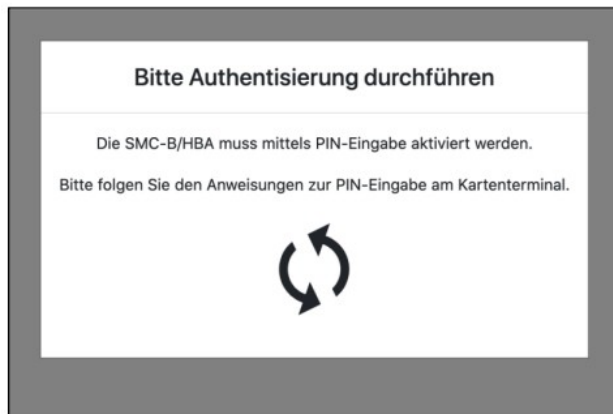 Bitte Authentisierung durchführen
Die SMC-B/HBA muss mittels PIN-Eingabe aktiviert werden.
Bitte folgen Sie den Anweisungen zur PIN-Eingabe am Kartenterminal.